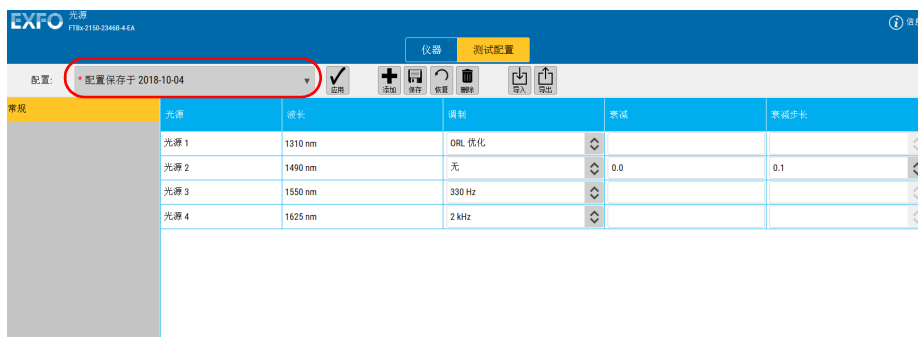 EXFO 光源
FTBx-2150-23468-4-EA
信息
仪器 测试配置
配置: * 配置保存于 2018-10-04 应用 添加 保存 恢复 删除 导入 导出
常规
光源 波长 调制 衰减 衰减步长
光源 1 1310 nm ORL 优化
光源 2 1490 nm 无 0.0 0.1
光源 3 1550 nm 330 Hz
光源 4 1625 nm 2 kHz